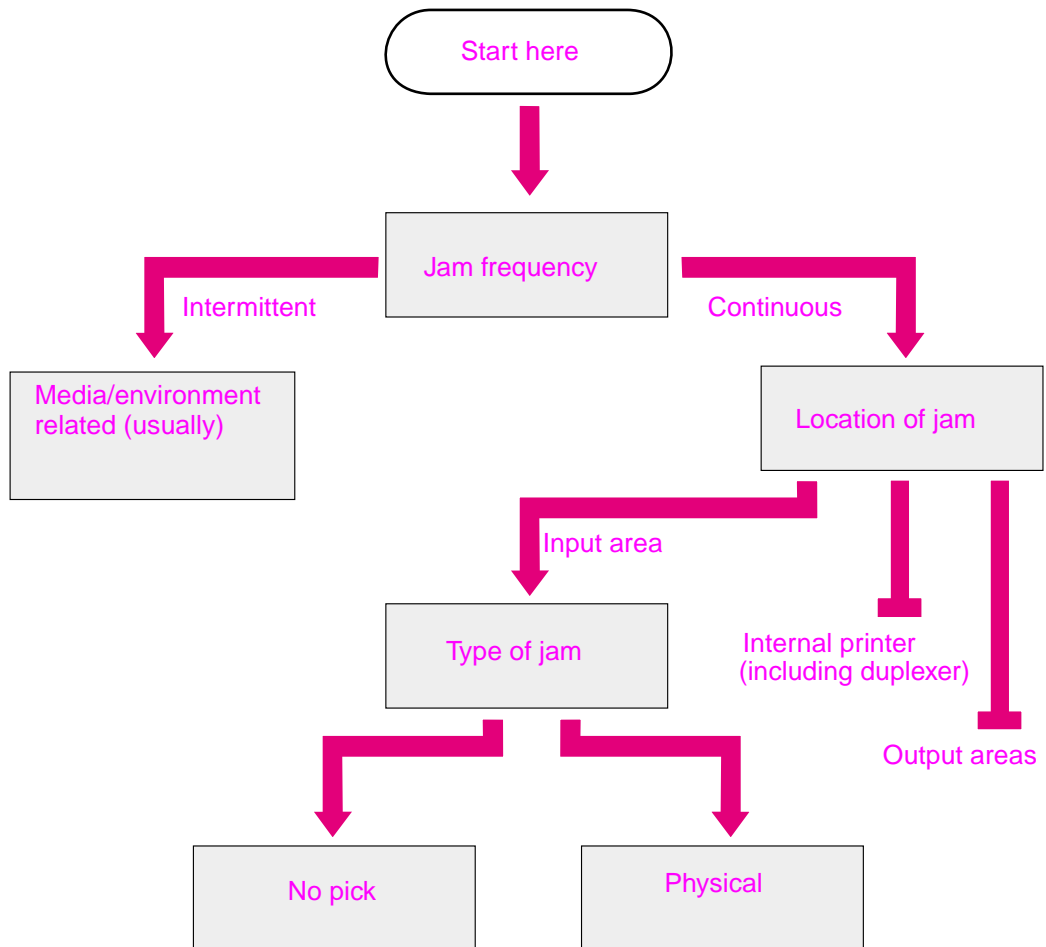 Start here
Jam frequency
Intermittent
Continuous
Media/environment
related (usually)
Location of jam
Input area
Type of jam
Internal printer
(including duplexer)
Output areas
No pick
Physical